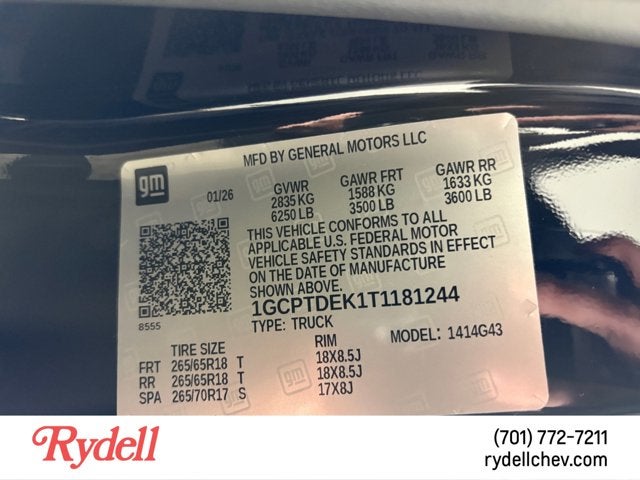 MFD BY GENERAL MOTORS LLC
gm
01/26
GVWR
2835 KG
6250 LB
GAWR FRT
1588 KG
3500 LB
GAWR RR
1633 KG
3600 LB
THIS VEHICLE CONFORMS TO ALL
APPLICABLE U.S. FEDERAL MOTOR
VEHICLE SAFETY STANDARDS IN EFFECT
ON THE DATE OF MANUFACTURE
SHOWN ABOVE.
8555
1GCPTDEK1T1181244
TYPE: TRUCK MODEL: 1414G43
TIRE SIZE RIM
FRT 265/65R18 T 18X8.5J
RR 265/65R18 T 18X8.5J
SPA 265/70R17 S 17X8J
Rydell
(701) 772-7211
rydellchev.com